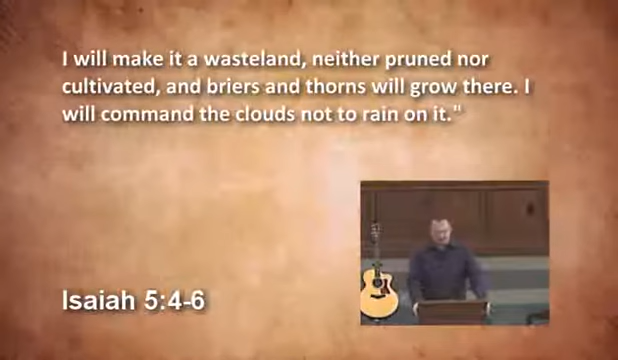 I will make it a wasteland, neither pruned nor
cultivated, and briers and thorns will grow there. I
will command the clouds not to rain on it."
Isaiah 5:4-6